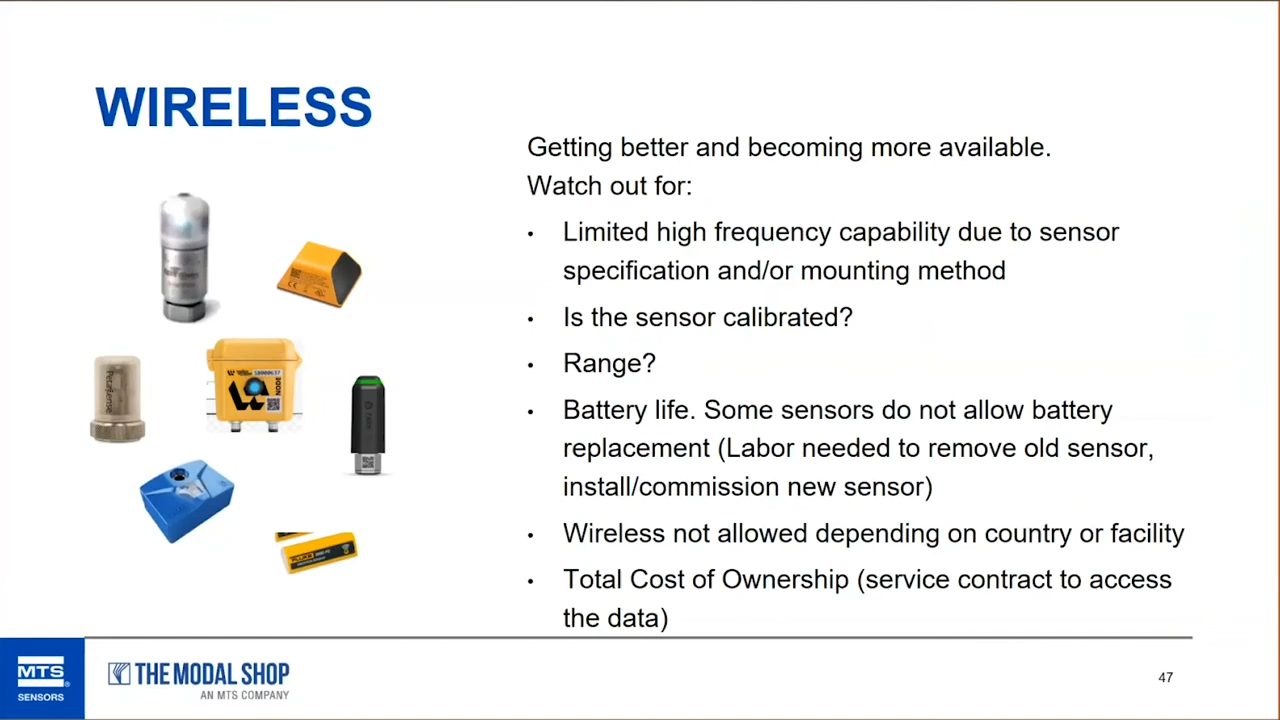 WIRELESS
Getting better and becoming more available.
Watch out for:
• Limited high frequency capability due to sensor
specification and/or mounting method
• Is the sensor calibrated?
• Range?
• Battery life. Some sensors do not allow battery
replacement (Labor needed to remove old sensor,
install/commission new sensor)
• Wireless not allowed depending on country or facility
• Total Cost of Ownership (service contract to access
the data)
Petasense
NODE
FLUKE
MTS
SENSORS
THE MODAL SHOP
AN MTS COMPANY
47